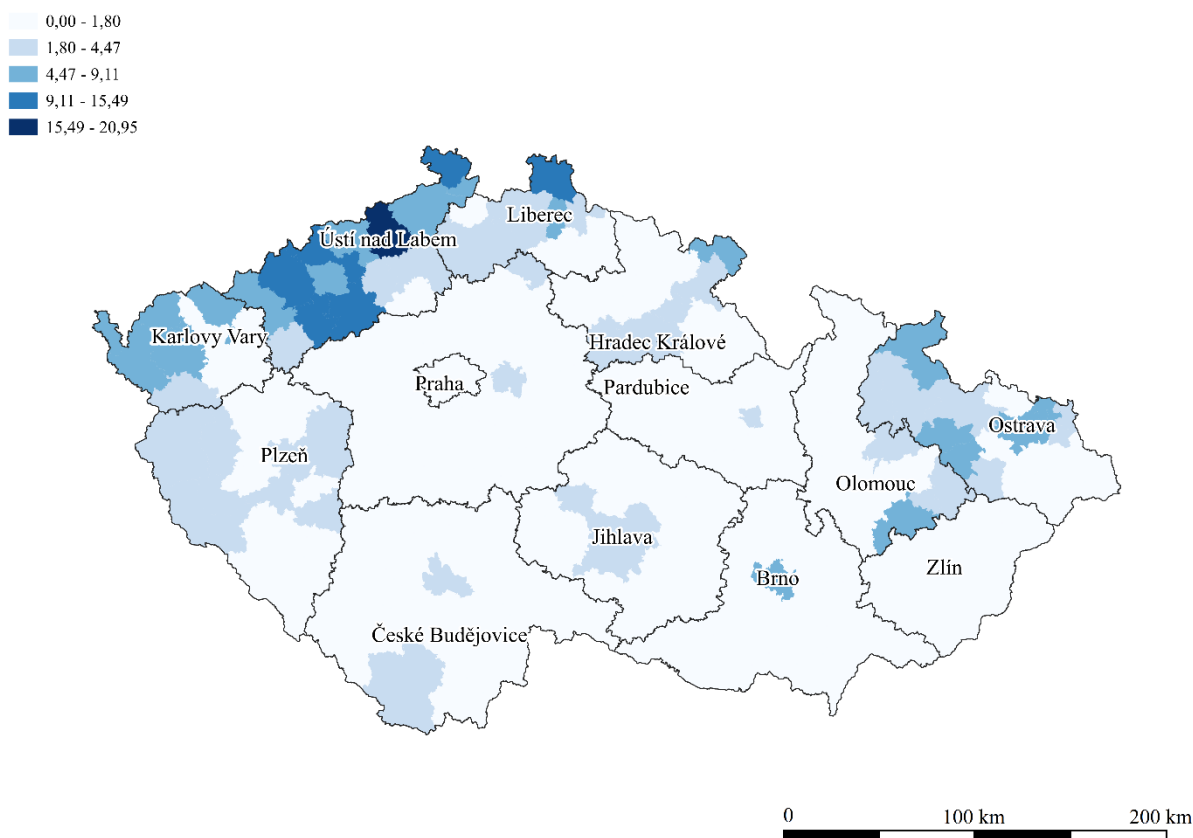 0,00 - 1,80
1,80 - 4,47
4,47 - 9,11
9,11 - 15,49
15,49 - 20,95
Liberec
Ústí nad Labem
Karlovy Vary
Hradec Králové
Praha
Pardubice
Plzeň
Ostrava
Olomouc
Jihlava
Brno
Zlín
České Budějovice
0 100 km 200 km